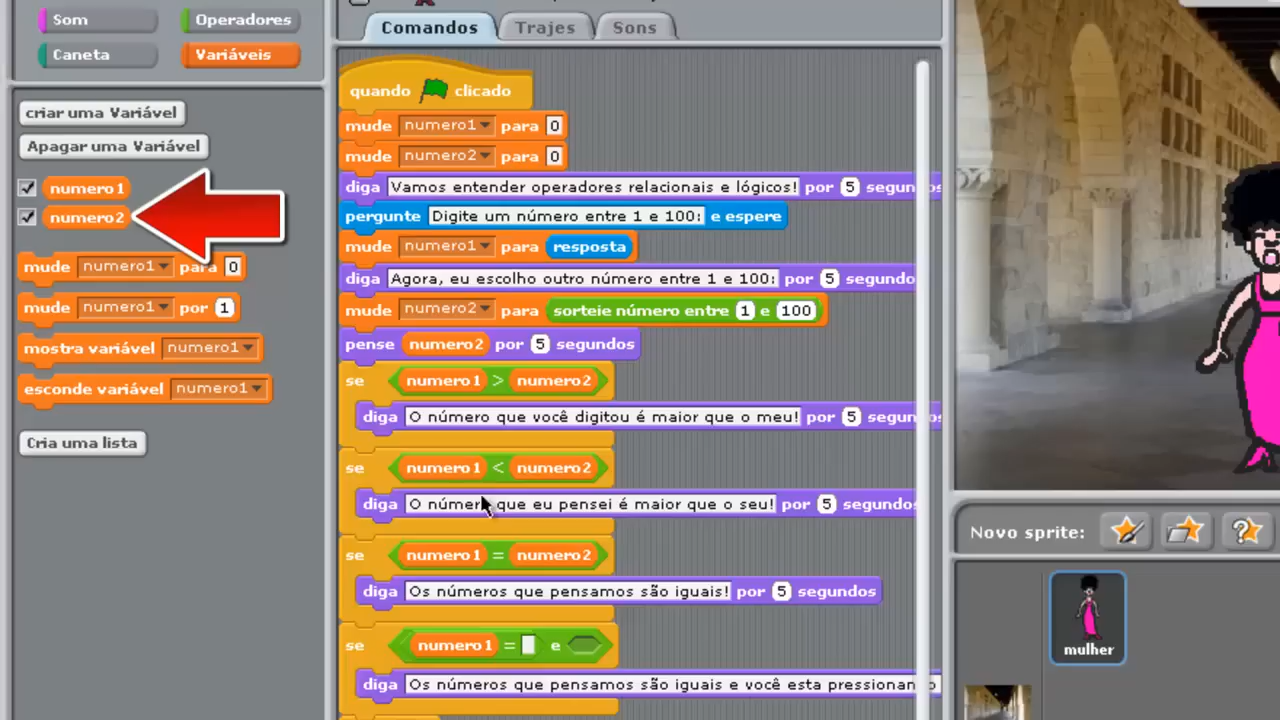 Som
Operadores
Caneta
Variáveis
criar uma Variável
Apagar uma Variável
numero1
numero2
mude numero1 para 0
mude numero1 por 1
mostra variável numero1
esconde variável numero1
Cria uma lista
Comandos Trajes Sons
quando clicado
mude numero1 para 0
mude numero2 para 0
diga Vamos entender operadores relacionais e lógicos! por 5 segundos
pergunte Digite um número entre 1 e 100: e espere
mude numero1 para resposta
diga Agora, eu escolho outro número entre 1 e 100: por 5 segundo
mude numero2 para sorteie número entre 1 e 100
pense numero2 por 5 segundos
se numero1 > numero2
diga O número que você digitou é maior que o meu! por 5 segundos
se numero1 < numero2
diga O número que eu pensei é maior que o seu! por 5 segundos
se numero1 = numero2
diga Os números que pensamos são iguais! por 5 segundos
se numero1 = e
diga Os números que pensamos são iguais e você esta pressionando
Novo sprite:
mulher